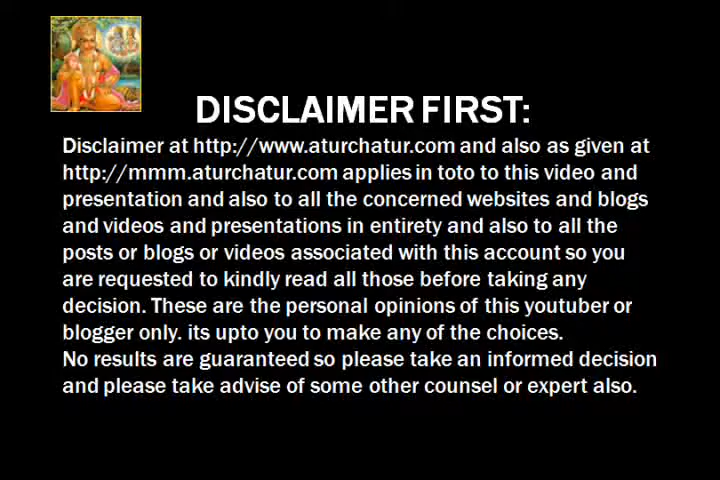 DISCLAIMER FIRST:
Disclaimer at http://www.aturchatur.com and also as given at
http://mmm.aturchatur.com applies in toto to this video and
presentation and also to all the concerned websites and blogs
and videos and presentations in entirety and also to all the
posts or blogs or videos associated with this account so you
are requested to kindly read all those before taking any
decision. These are the personal opinions of this youtuber or
blogger only. its upto you to make any of the choices.
No results are guaranteed so please take an informed decision
and please take advise of some other counsel or expert also.